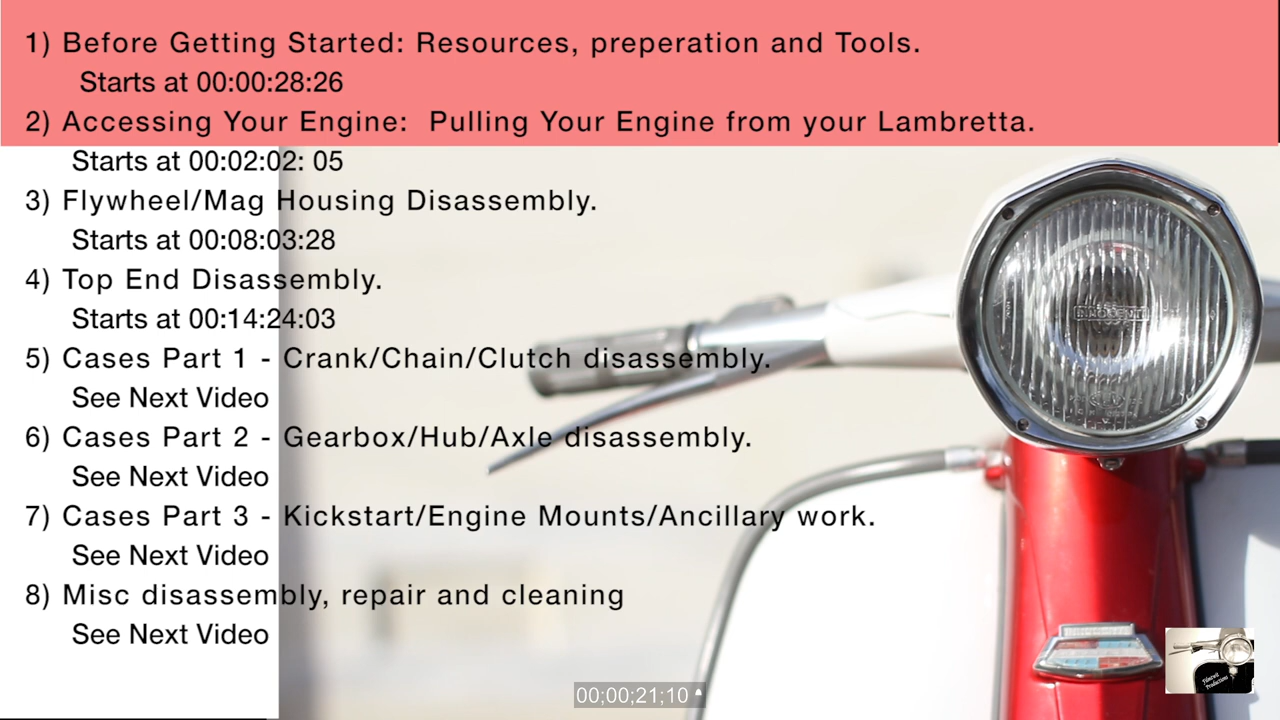 1) Before Getting Started: Resources, preperation and Tools.
Starts at 00:00:28:26
2) Accessing Your Engine:  Pulling Your Engine from your Lambretta.
Starts at 00:02:02: 05
3) Flywheel/Mag Housing Disassembly.
Starts at 00:08:03:28
4) Top End Disassembly.
Starts at 00:14:24:03
5) Cases Part 1 - Crank/Chain/Clutch disassembly.
See Next Video
6) Cases Part 2 - Gearbox/Hub/Axle disassembly.
See Next Video
7) Cases Part 3 - Kickstart/Engine Mounts/Ancillary work.
See Next Video
8) Misc disassembly, repair and cleaning
See Next Video
INNOCENTI
00;00;21;10